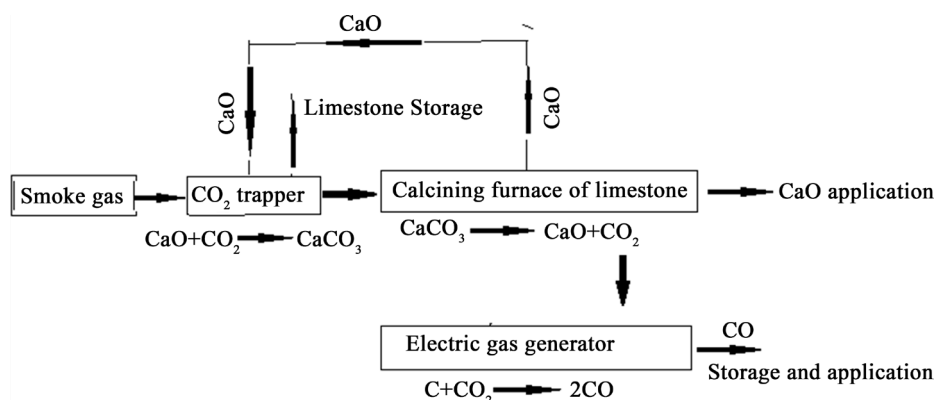 CaO
CaO
Limestone Storage
CaO
Smoke gas
CO₂ trapper
Calcining furnace of limestone
CaO application
CaO+CO₂ CaCO₃
CaCO₃ CaO+CO₂
Electric gas generator
CO
Storage and application
C+CO₂ 2CO